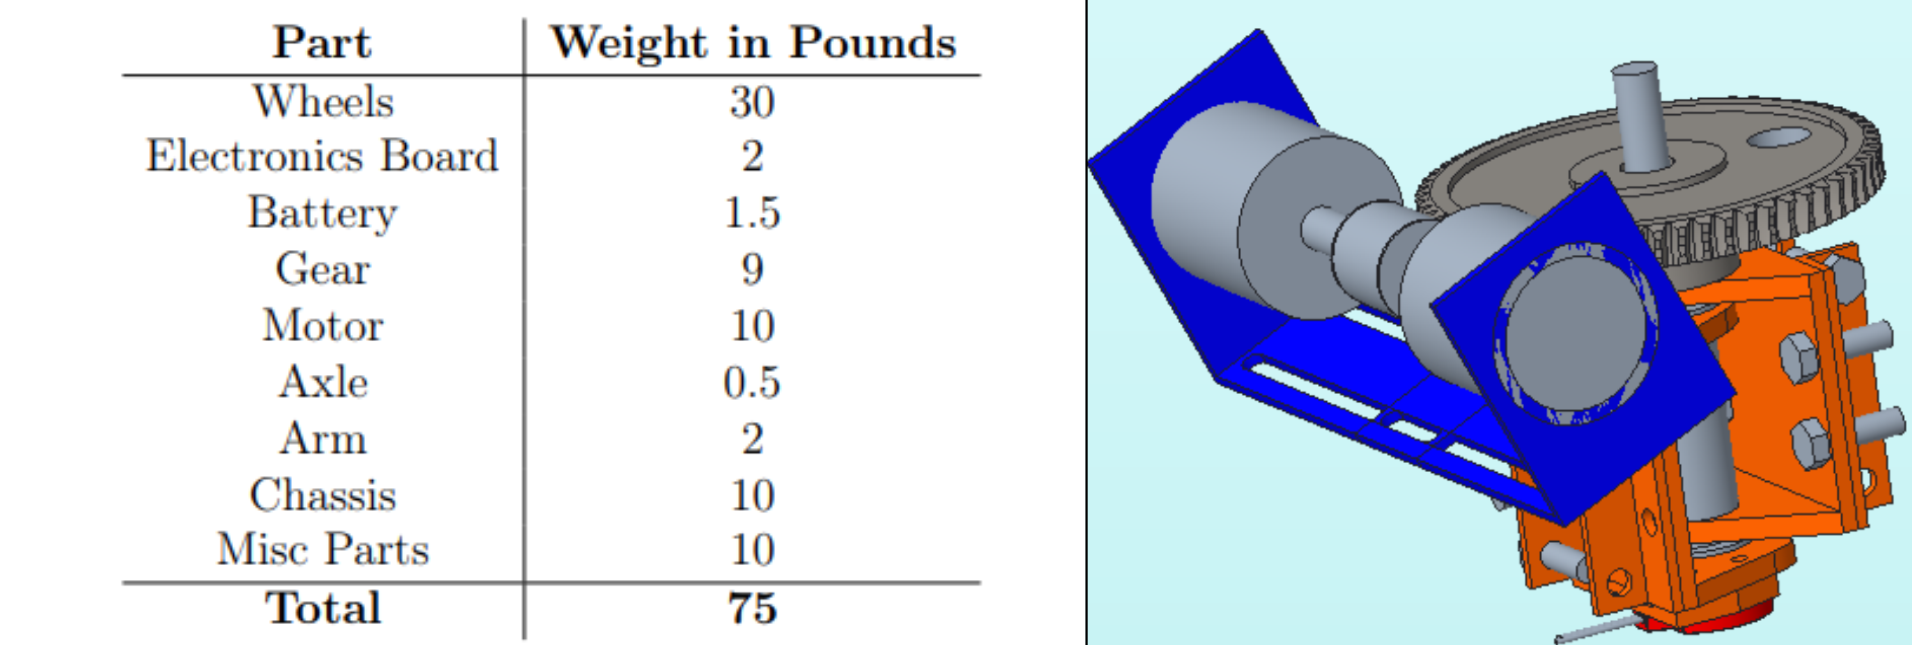 Part Weight in Pounds
Wheels 30
Electronics Board 2
Battery 1.5
Gear 9
Motor 10
Axle 0.5
Arm 2
Chassis 10
Misc Parts 10
Total 75